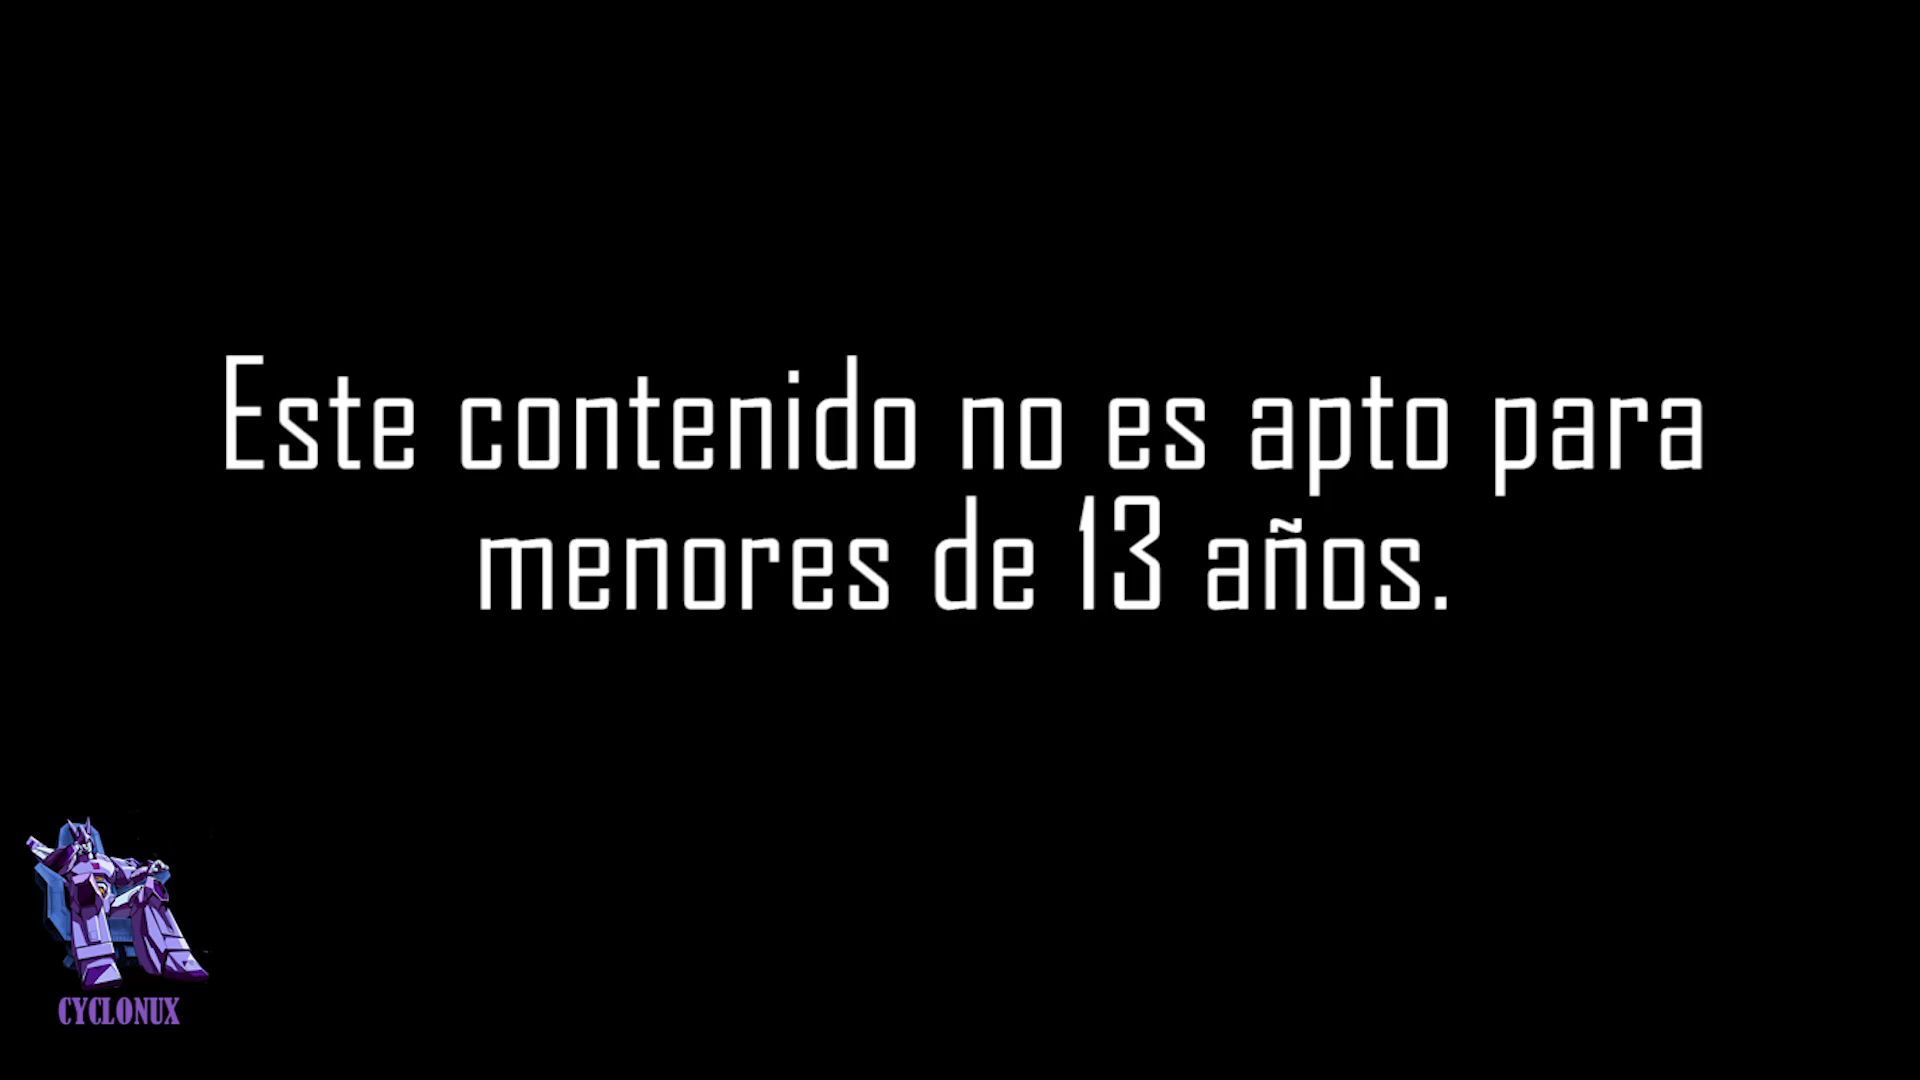 Este contenido no es apto para
menores de 13 años.
CYCLONUX